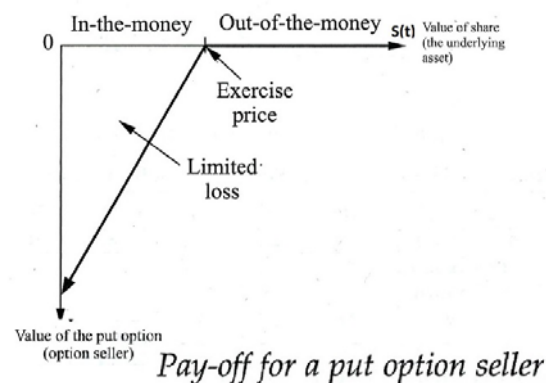 In-the-money
Out-of-the-money
0
S(t)
Value of share
(the underlying
asset)
Exercise
price
Limited
loss
Value of the put option
(option seller)
Pay-off for a put option seller